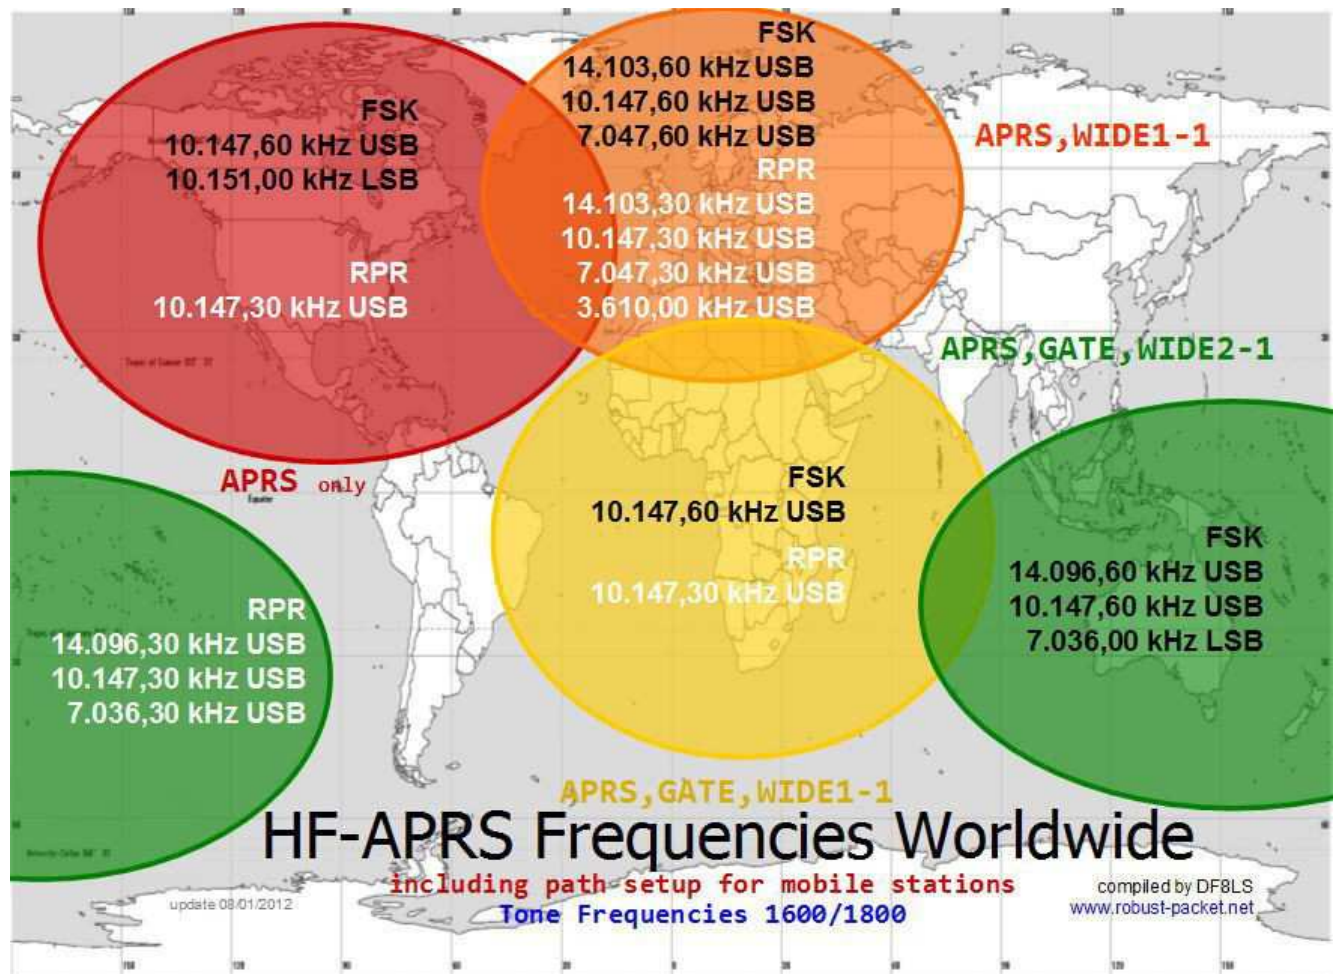 FSK
14.103,60 kHz USB
10.147,60 kHz USB
7.047,60 kHz USB
RPR
14.103,30 kHz USB
10.147,30 kHz USB
7.047,30 kHz USB
3.610,00 kHz USB
FSK
10.147,60 kHz USB
10.151,00 kHz LSB
RPR
10.147,30 kHz USB
APRS,WIDE1-1
APRS,GATE,WIDE2-1
APRS only
Equator
FSK
10.147,60 kHz USB
RPR
10.147,30 kHz USB
FSK
14.096,60 kHz USB
10.147,60 kHz USB
7.036,00 kHz LSB
RPR
14.096,30 kHz USB
10.147,30 kHz USB
7.036,30 kHz USB
APRS,GATE,WIDE1-1
HF-APRS Frequencies Worldwide
including path setup for mobile stations
Tone Frequencies 1600/1800
update 08/01/2012
compiled by DF8LS
www.robust-packet.net